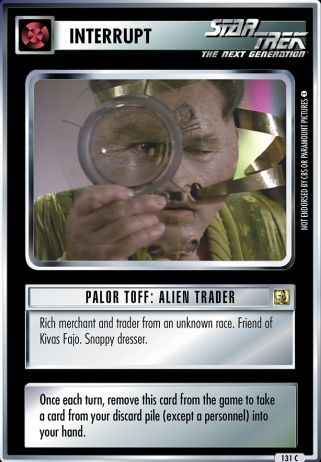 INTERRUPT
STAR TREK
THE NEXT GENERATION
NOT ENDORSED BY CBS OR PARAMOUNT PICTURES
PALOR TOFF: ALIEN TRADER
Rich merchant and trader from an unknown race. Friend of
Kivas Fajo. Snappy dresser.
Once each turn, remove this card from the game to take
a card from your discard pile (except a personnel) into
your hand.
131 C